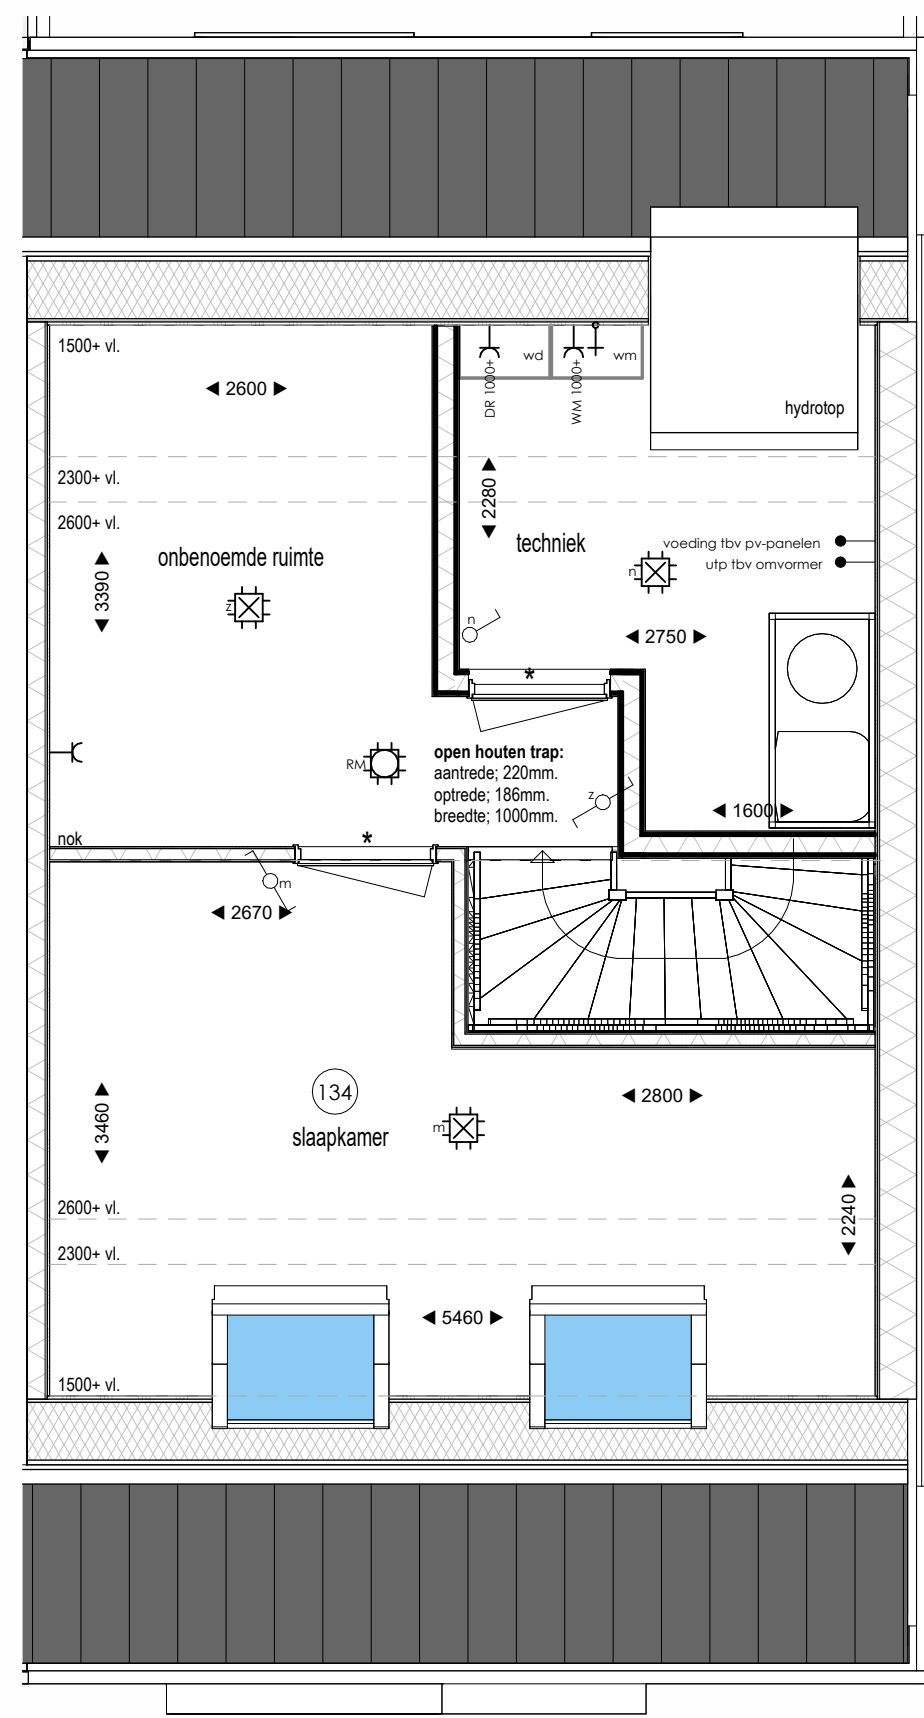 1500+ vl.
◄ 2600 ►
DR 1000+
wd
WM 1000+
wm
hydrotop
2300+ vl.
◄ 2280 ►
2600+ vl.
techniek
voeding tbv pv-panelen
utp tbv omvormer
onbenoemde ruimte
◄ 3390 ►
z
n
n
◄ 2750 ►
*
RM
open houten trap:
aantrede; 220mm.
optrede; 186mm.
breedte; 1000mm.
z
◄ 1600 ►
nok
*
m
◄ 2670 ►
134
slaapkamer
m
◄ 2800 ►
◄ 3460 ►
◄ 2240 ►
2600+ vl.
2300+ vl.
◄ 5460 ►
1500+ vl.